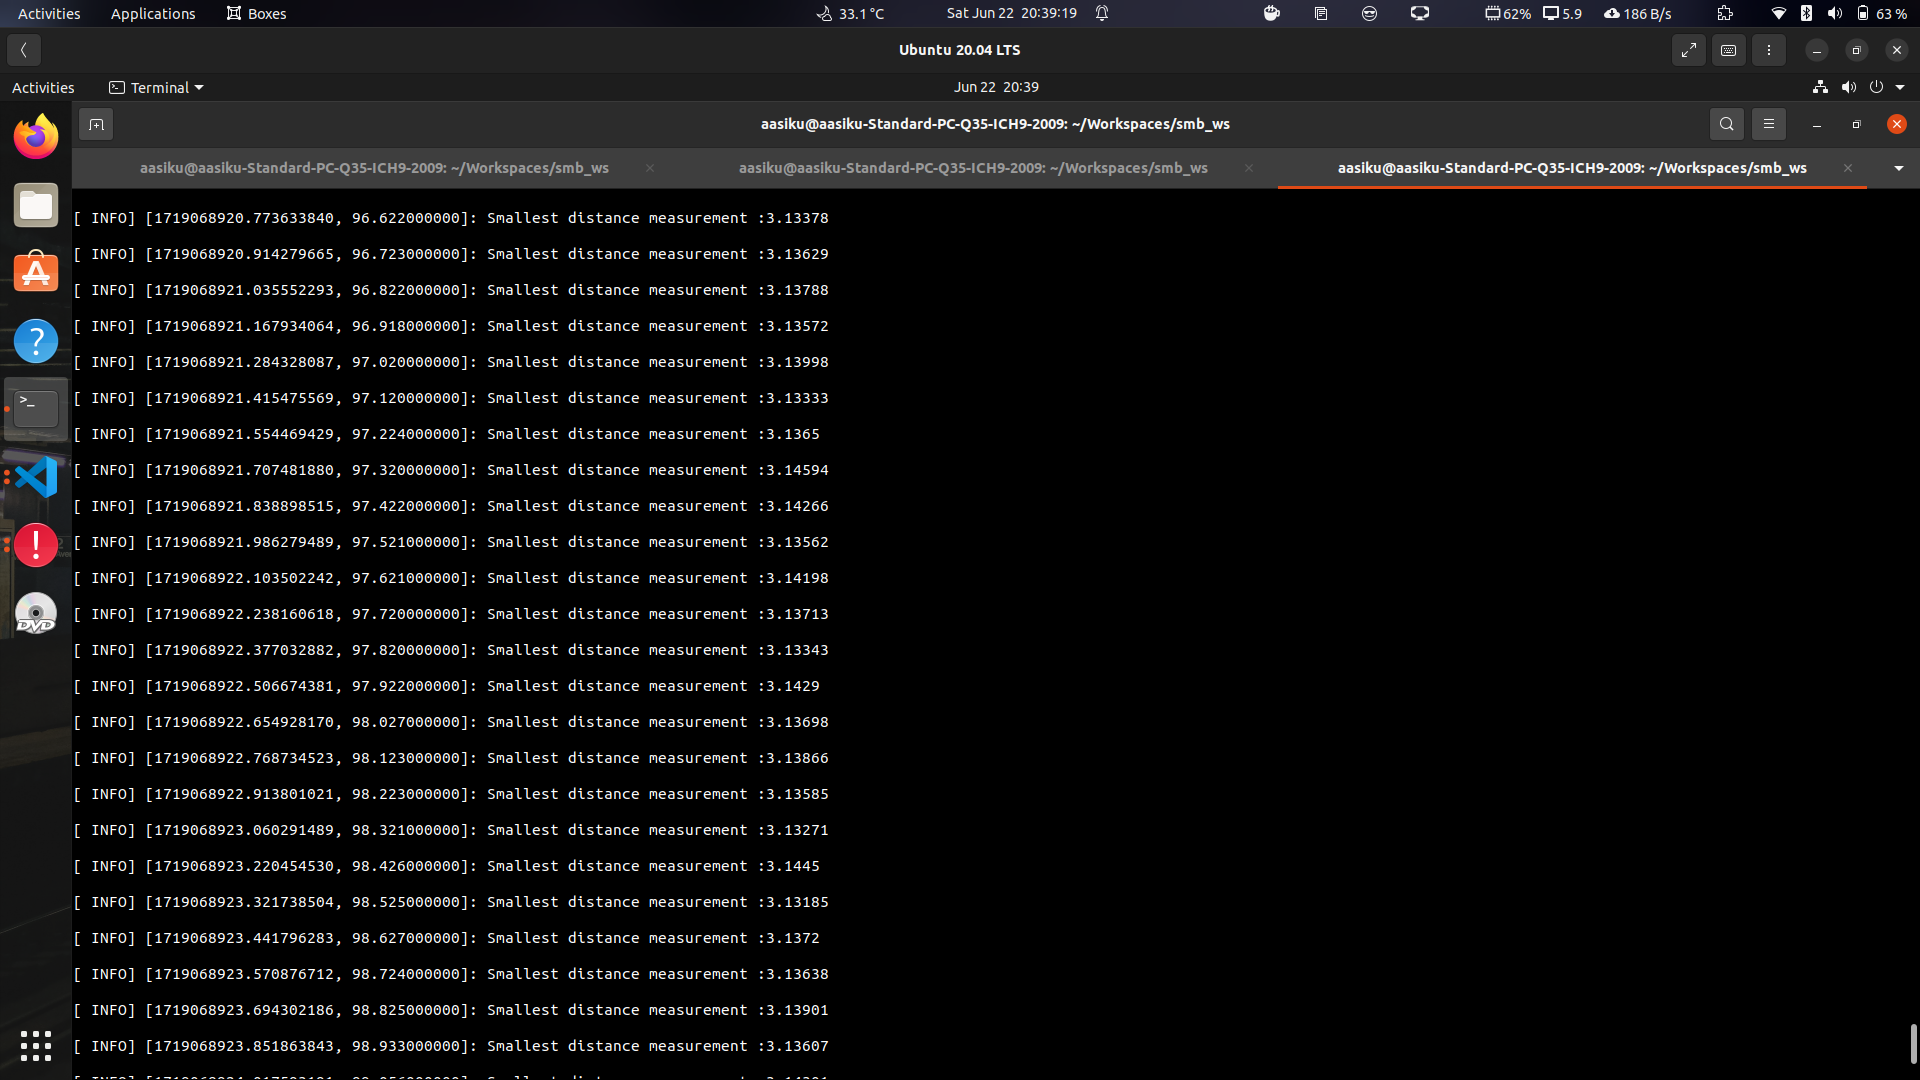 Activities Applications Boxes 33.1 °C Sat Jun 22 20:39:19 62% 5.9 186 B/s 63 %
Ubuntu 20.04 LTS
Activities Terminal Jun 22 20:39
aasiku@aasiku-Standard-PC-Q35-ICH9-2009: ~/Workspaces/smb_ws
aasiku@aasiku-Standard-PC-Q35-ICH9-2009: ~/Workspaces/smb_ws aasiku@aasiku-Standard-PC-Q35-ICH9-2009: ~/Workspaces/smb_ws aasiku@aasiku-Standard-PC-Q35-ICH9-2009: ~/Workspaces/smb_ws
[ INFO] [1719068920.773633840, 96.622000000]: Smallest distance measurement :3.13378
[ INFO] [1719068920.914279665, 96.723000000]: Smallest distance measurement :3.13629
[ INFO] [1719068921.035552293, 96.822000000]: Smallest distance measurement :3.13788
[ INFO] [1719068921.167934064, 96.918000000]: Smallest distance measurement :3.13572
[ INFO] [1719068921.284328087, 97.020000000]: Smallest distance measurement :3.13998
[ INFO] [1719068921.415475569, 97.120000000]: Smallest distance measurement :3.13333
[ INFO] [1719068921.554469429, 97.224000000]: Smallest distance measurement :3.1365
[ INFO] [1719068921.707481880, 97.320000000]: Smallest distance measurement :3.14594
[ INFO] [1719068921.838898515, 97.422000000]: Smallest distance measurement :3.14266
[ INFO] [1719068921.986279489, 97.521000000]: Smallest distance measurement :3.13562
[ INFO] [1719068922.103502242, 97.621000000]: Smallest distance measurement :3.14198
[ INFO] [1719068922.238160618, 97.720000000]: Smallest distance measurement :3.13713
[ INFO] [1719068922.377032882, 97.820000000]: Smallest distance measurement :3.13343
[ INFO] [1719068922.506674381, 97.922000000]: Smallest distance measurement :3.1429
[ INFO] [1719068922.654928170, 98.027000000]: Smallest distance measurement :3.13698
[ INFO] [1719068922.768734523, 98.123000000]: Smallest distance measurement :3.13866
[ INFO] [1719068922.913801021, 98.223000000]: Smallest distance measurement :3.13585
[ INFO] [1719068923.060291489, 98.321000000]: Smallest distance measurement :3.13271
[ INFO] [1719068923.220454530, 98.426000000]: Smallest distance measurement :3.1445
[ INFO] [1719068923.321738504, 98.525000000]: Smallest distance measurement :3.13185
[ INFO] [1719068923.441796283, 98.627000000]: Smallest distance measurement :3.1372
[ INFO] [1719068923.570876712, 98.724000000]: Smallest distance measurement :3.13638
[ INFO] [1719068923.694302186, 98.825000000]: Smallest distance measurement :3.13901
[ INFO] [1719068923.851863843, 98.933000000]: Smallest distance measurement :3.13607
DVD